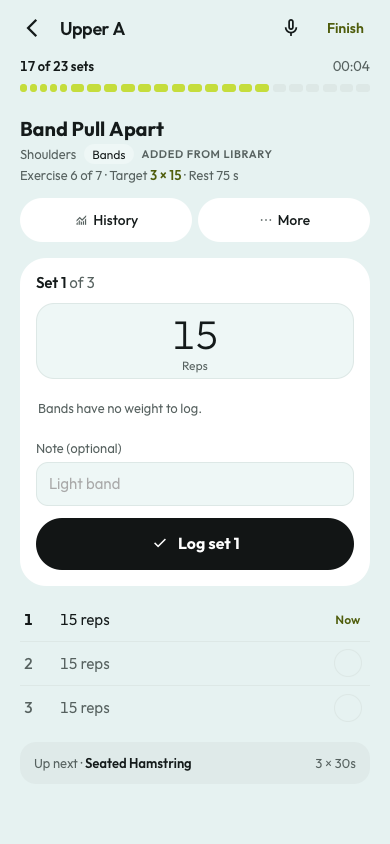 Upper A
Finish
17 of 23 sets
00:04
Band Pull Apart
Shoulders Bands ADDED FROM LIBRARY
Exercise 6 of 7 · Target 3 × 15 · Rest 75 s
History
··· More
Set 1 of 3
15
Reps
Bands have no weight to log.
Note (optional)
Light band
Log set 1
1 15 reps Now
2 15 reps
3 15 reps
Up next · Seated Hamstring 3 × 30s